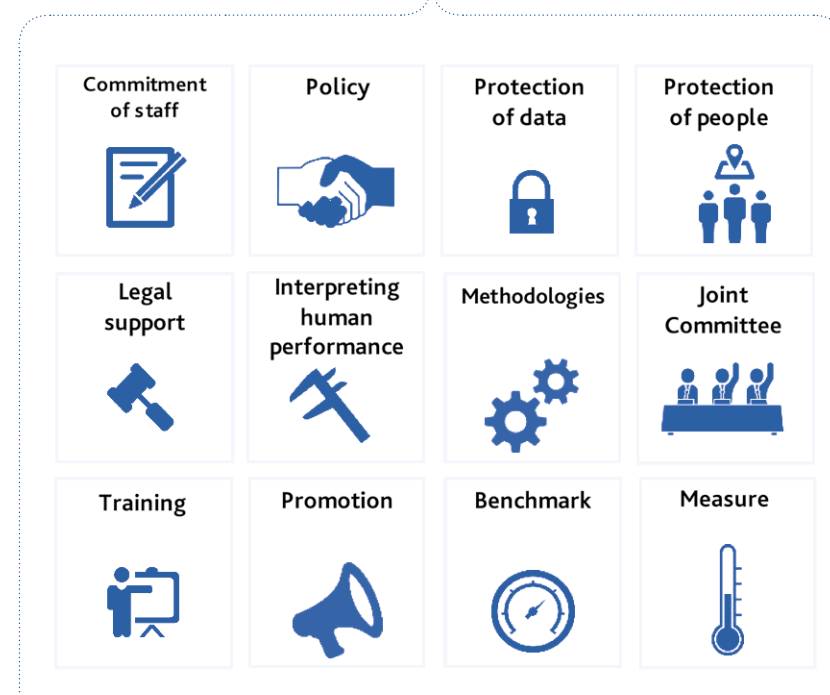 Commitment
of staff
Policy
Protection
of data
Protection
of people
Legal
support
Interpreting
human
performance
Methodologies
Joint
Committee
Training
Promotion
Benchmark
Measure